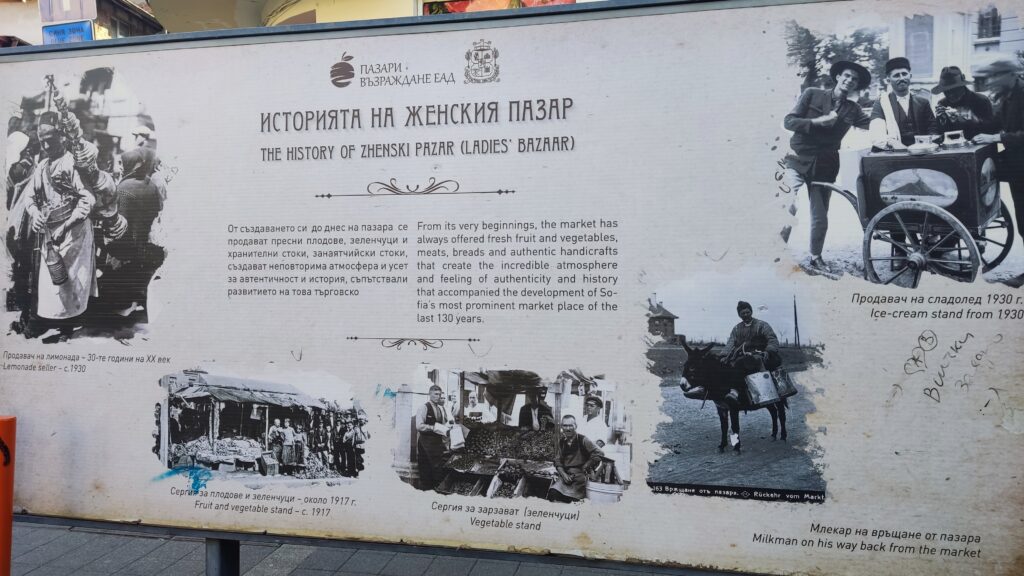 ПАЗАРИ
ВЪЗРАЖДАНЕ ЕАД
ИСТОРИЯТА НА ЖЕНСКИЯ ПАЗАР
THE HISTORY OF ZHENSKI PAZAR (LADIES' BAZAAR)
От създаването си до днес на пазара се
продават пресни плодове, зеленчуци и
хранителни стоки, занаятчийски стоки,
създават неповторима атмосфера и усет
за автентичност и история, съпътствали
развитието на това търговско
From its very beginnings, the market has
always offered fresh fruit and vegetables,
meats, breads and authentic handicrafts
that create the incredible atmosphere
and feeling of authenticity and history
that accompanied the development of So-
fia's most prominent market place of the
last 130 years.
Продавач на лимонада – 30-те години на XX век
Lemonade seller – c.1930
Сергия за плодове и зеленчуци – около 1917 г.
Fruit and vegetable stand – c. 1917
Сергия за зарзават (зеленчуци)
Vegetable stand
Продавач на сладолед 1930 г.
Ice-cream stand from 1930
163 Връщане отъ пазара. Rückkehr vom Markt
Млекар на връщане от пазара
Milkman on his way back from the market